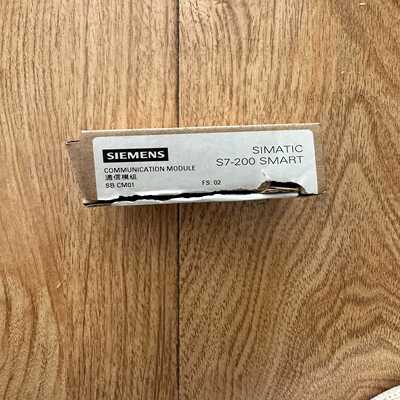 SIEMENS
SIMATIC
S7-200 SMART
COMMUNICATION MODULE
通信模組
SB CM01
FS: 02